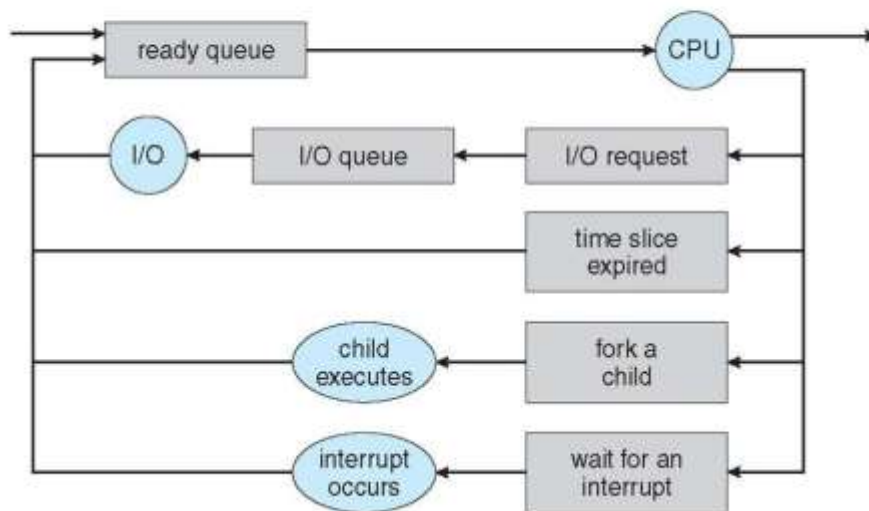 ready queue
CPU
I/O
I/O queue
I/O request
time slice
expired
child
executes
fork a
child
interrupt
occurs
wait for an
interrupt